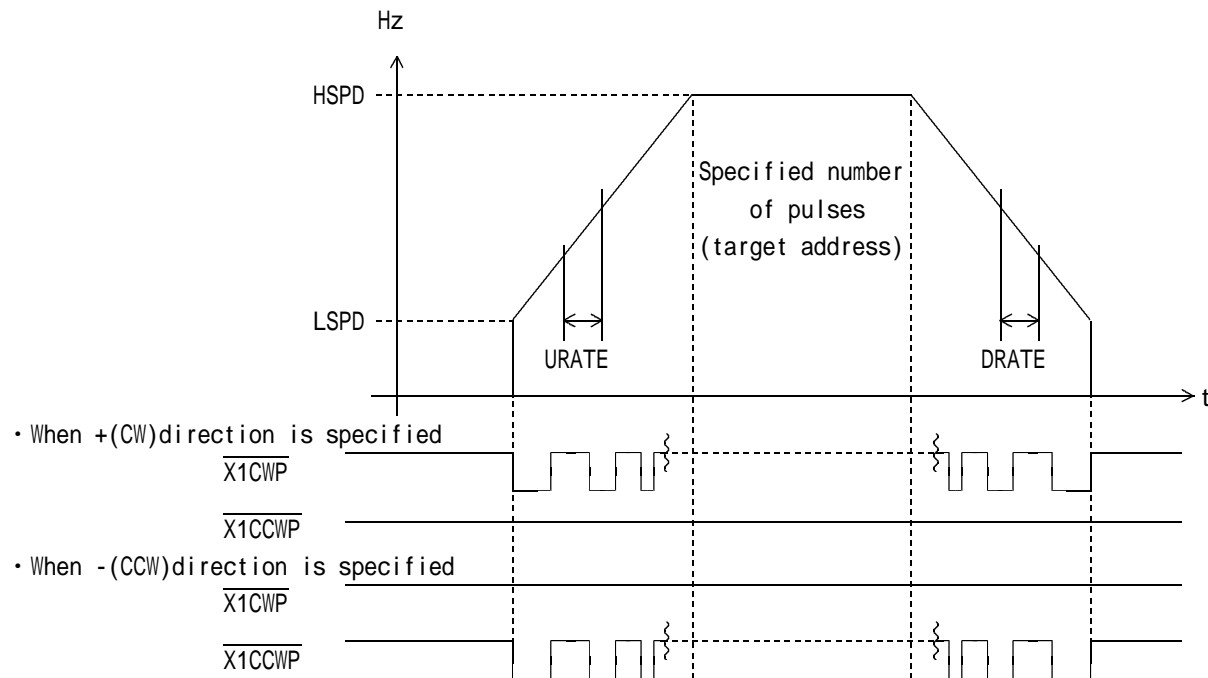 Hz
HSPD
Specified number
of pulses
(target address)
LSPD
URATE
DRATE
t
・When +(CW)direction is specified
X1CWP
X1CCWP
・When -(CCW)direction is specified
X1CWP
X1CCWP